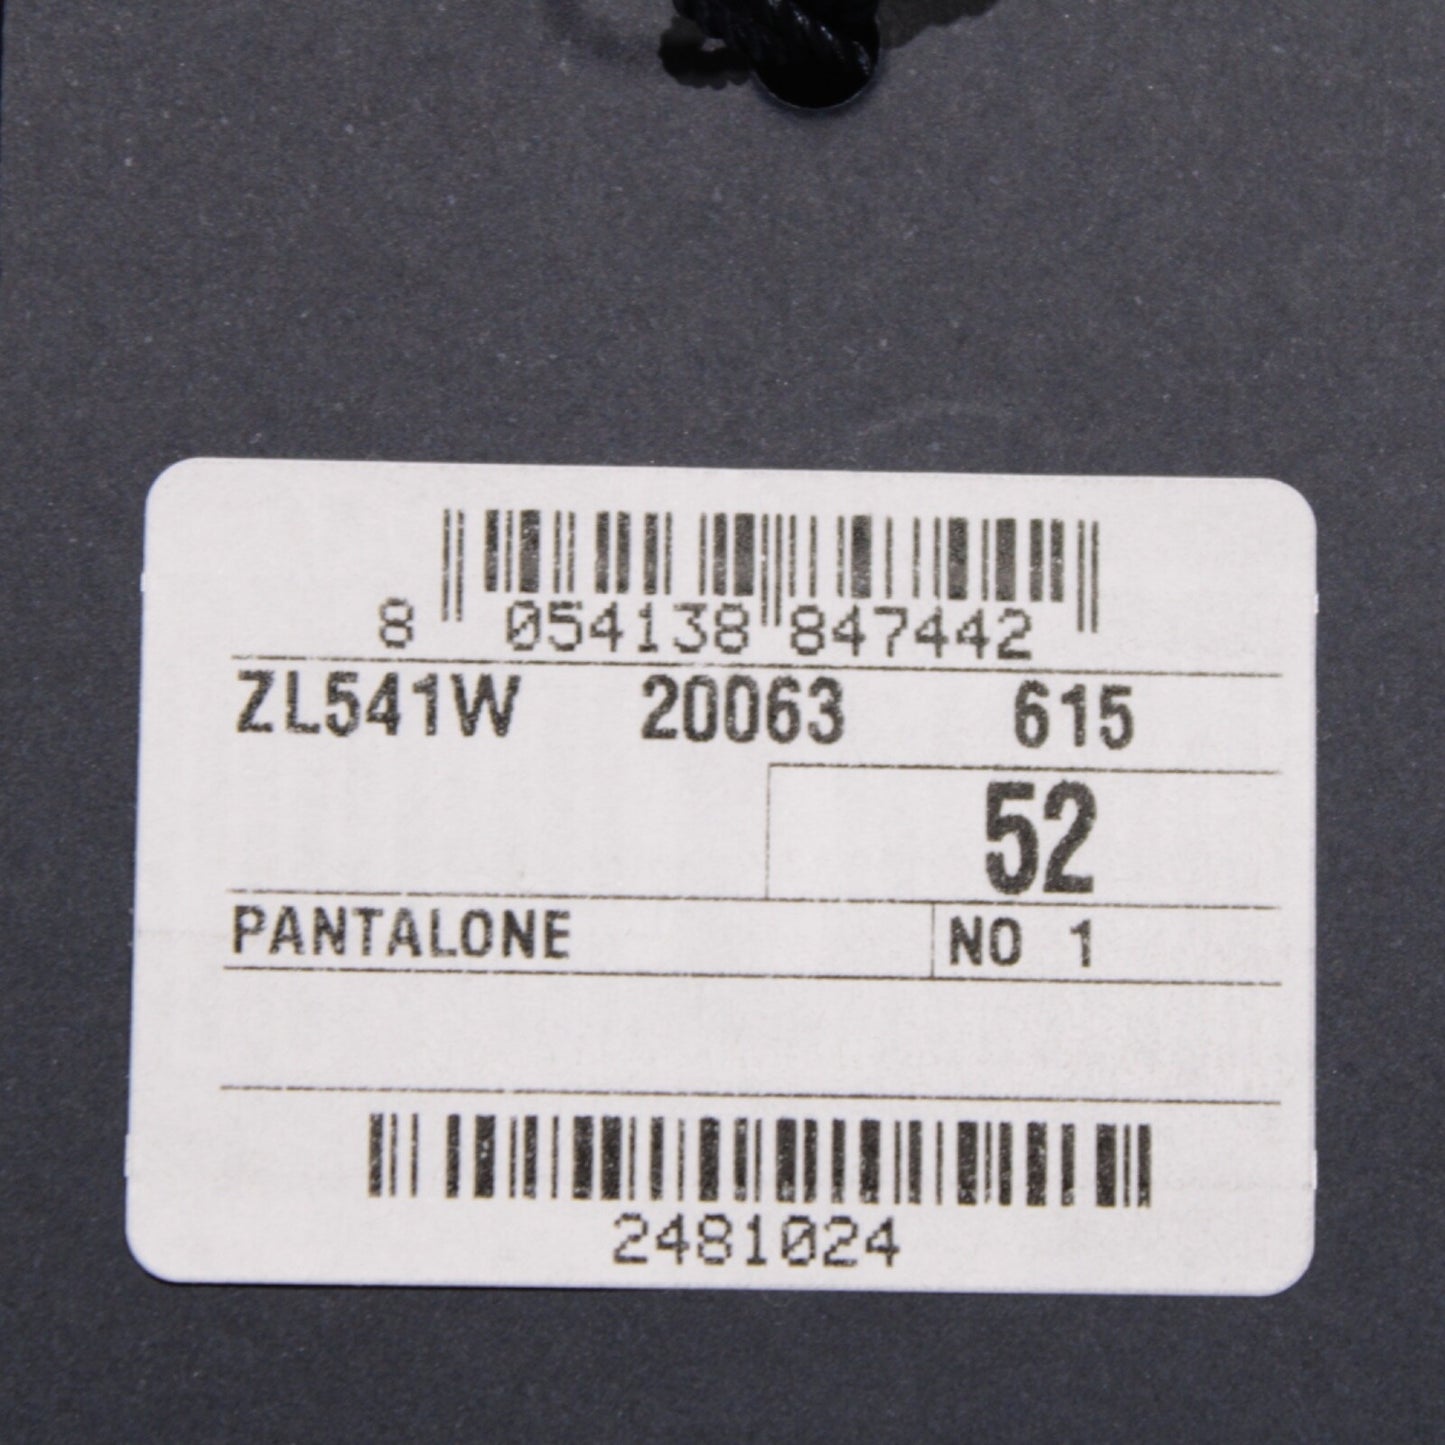 8 054138 847442
ZL541W 20063 615
52
PANTALONE NO 1
2481024